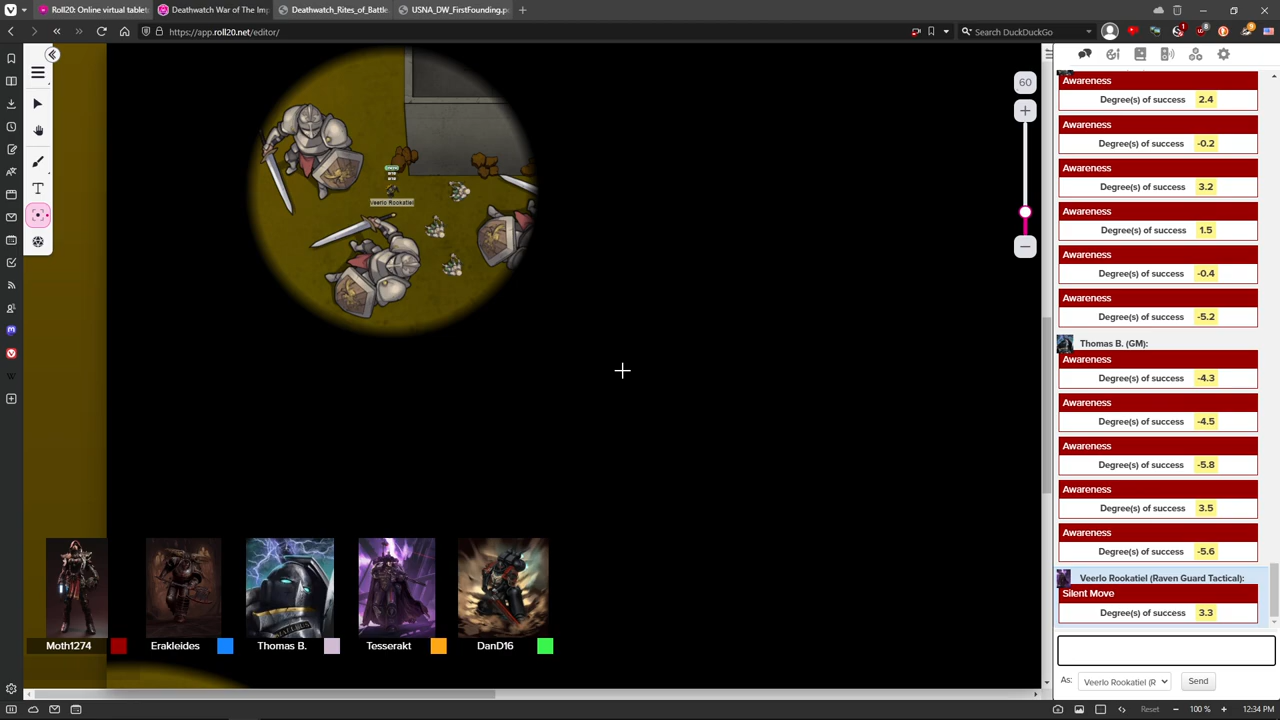 Roll20: Online virtual tablet
Deathwatch War of The Imp
Deathwatch_Rites_of_Battle
USNA_DW_FirstFounding.p
https://app.roll20.net/editor/
Search DuckDuckGo
60
Veerlo Rookatiel
Awareness
Degree(s) of success 2.4
Awareness
Degree(s) of success -0.2
Awareness
Degree(s) of success 3.2
Awareness
Degree(s) of success 1.5
Awareness
Degree(s) of success -0.4
Awareness
Degree(s) of success -5.2
Thomas B. (GM):
Awareness
Degree(s) of success -4.3
Awareness
Degree(s) of success -4.5
Awareness
Degree(s) of success -5.8
Awareness
Degree(s) of success 3.5
Awareness
Degree(s) of success -5.6
Veerlo Rookatiel (Raven Guard Tactical):
Silent Move
Degree(s) of success 3.3
Moth1274
Erakleides
Thomas B.
Tesserakt
DanD16
As:
Veerlo Rookatiel (R
Send
Reset
100 %
12:34 PM